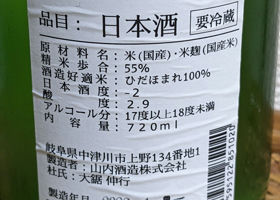 品目： 日本酒 要冷蔵
原材料名：米(国産)・米麹(国産米)
精米歩合：55%
酒造好適米：ひだほまれ100%
日本酒度：-2
酸度：2.9
アルコール分：17度以上18度未満
内容量：720ml
岐阜県中津川市上野134番地1
製造者：山内酒造株式会社
杜氏：大鋸 伸行
製造年月
595122 851020